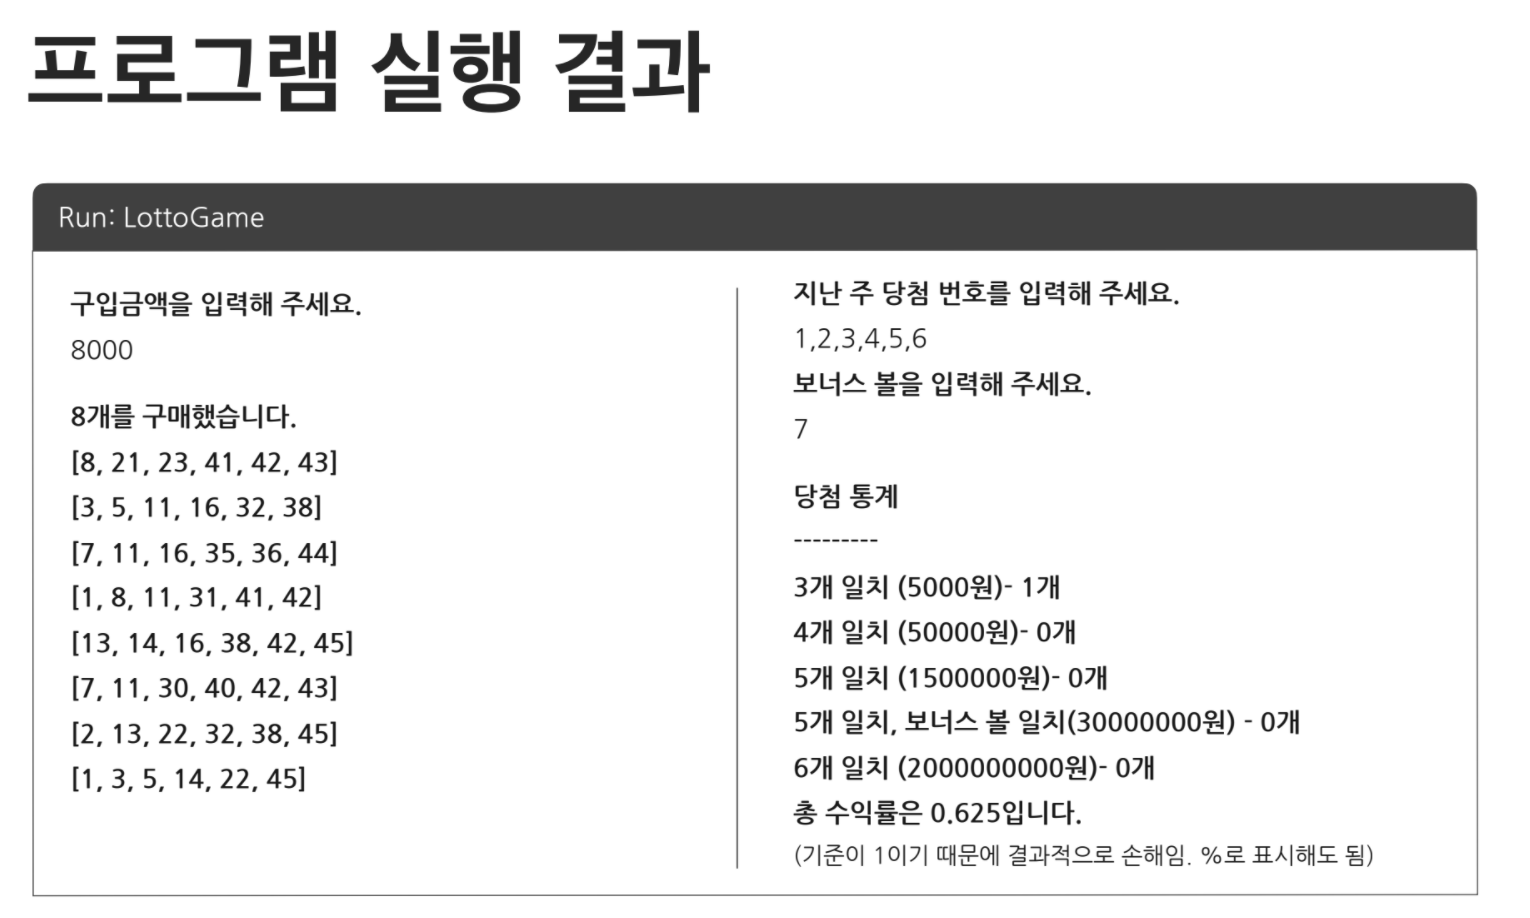 프로그램 실행 결과
Run: LottoGame
구입금액을 입력해 주세요.
8000
8개를 구매했습니다.
[8, 21, 23, 41, 42, 43]
[3, 5, 11, 16, 32, 38]
[7, 11, 16, 35, 36, 44]
[1, 8, 11, 31, 41, 42]
[13, 14, 16, 38, 42, 45]
[7, 11, 30, 40, 42, 43]
[2, 13, 22, 32, 38, 45]
[1, 3, 5, 14, 22, 45]
지난 주 당첨 번호를 입력해 주세요.
1,2,3,4,5,6
보너스 볼을 입력해 주세요.
7
당첨 통계
---------
3개 일치 (5000원)- 1개
4개 일치 (50000원)- 0개
5개 일치 (1500000원)- 0개
5개 일치, 보너스 볼 일치(30000000원) - 0개
6개 일치 (2000000000원)- 0개
총 수익률은 0.625입니다.
(기준이 1이기 때문에 결과적으로 손해임. %로 표시해도 됨)